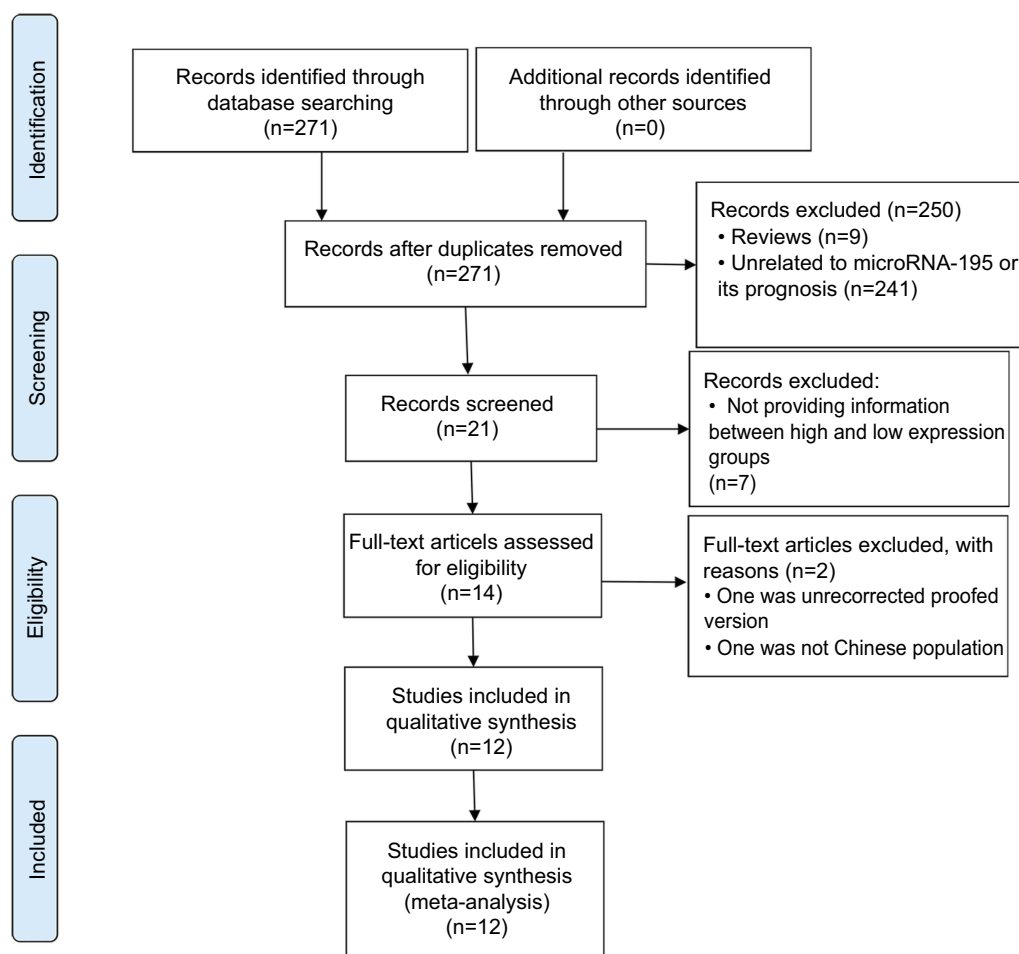 Identification
Records identified through
database searching
(n=271)
Additional records identified
through other sources
(n=0)
Records after duplicates removed
(n=271)
Records excluded (n=250)
• Reviews (n=9)
• Unrelated to microRNA-195 or
its prognosis (n=241)
Screening
Records screened
(n=21)
Records excluded:
• Not providing information
between high and low expression
groups
(n=7)
Eligibility
Full-text articels assessed
for eligibility
(n=14)
Full-text articles excluded, with
reasons (n=2)
• One was unrecorrected proofed
version
• One was not Chinese population
Studies included in
qualitative synthesis
(n=12)
Included
Studies included in
qualitative synthesis
(meta-analysis)
(n=12)